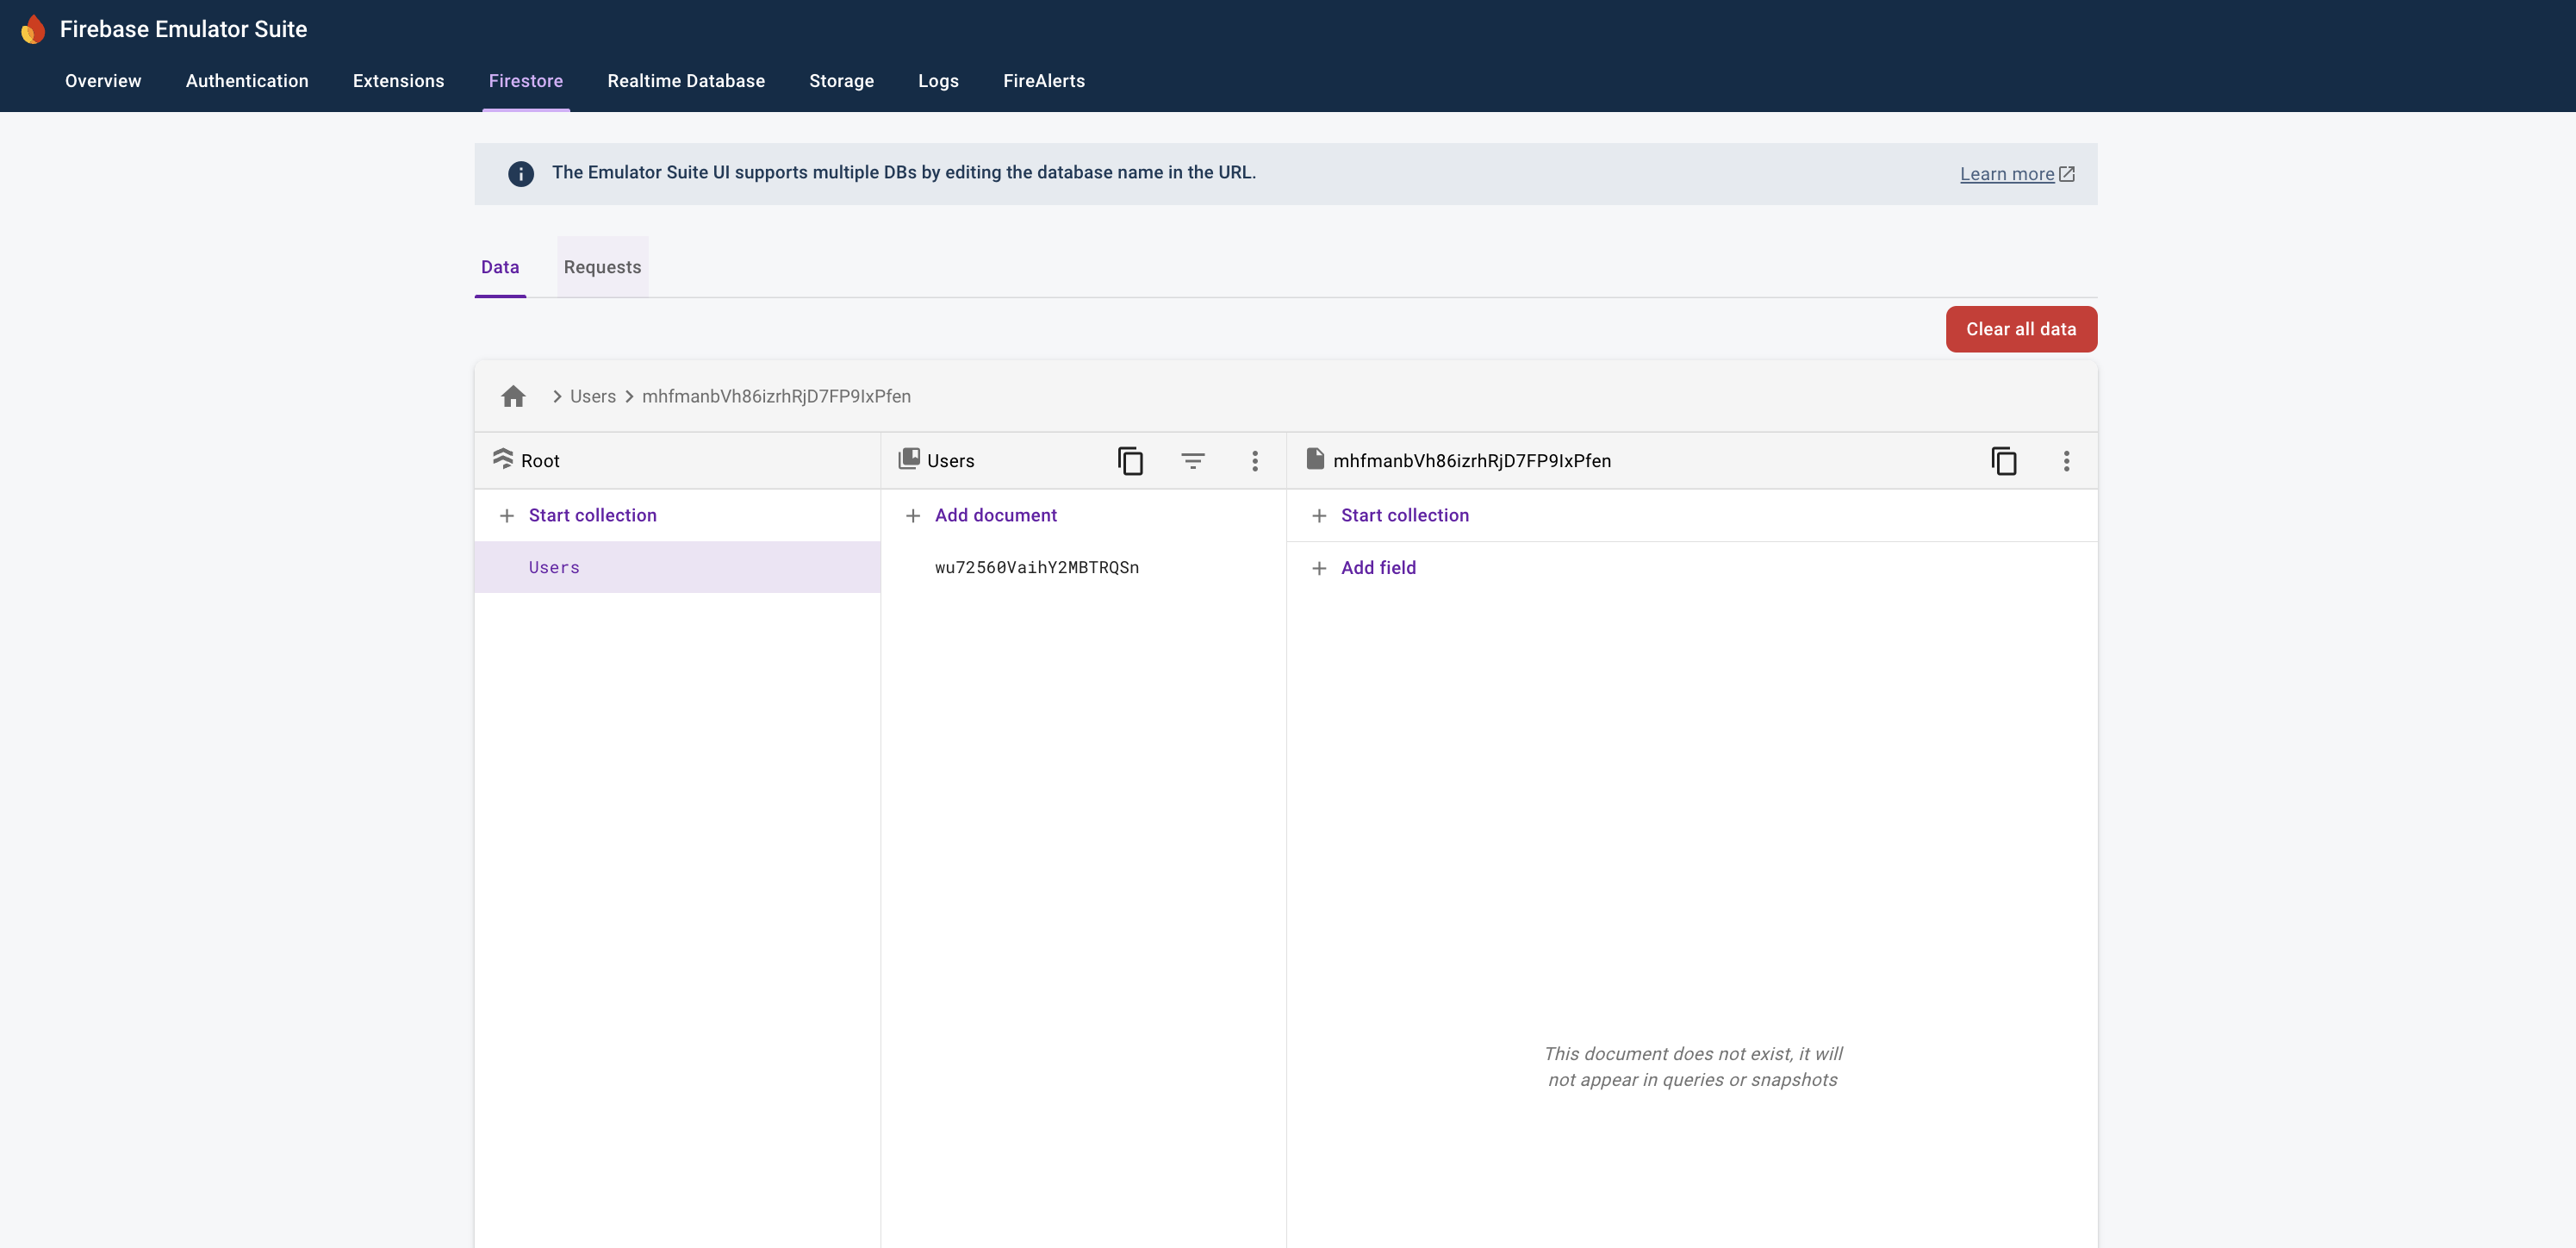 Firebase Emulator Suite
Overview Authentication Extensions Firestore Realtime Database Storage Logs FireAlerts
The Emulator Suite UI supports multiple DBs by editing the database name in the URL. Learn more
Data Requests
Clear all data
Users mhfmanbVh86izrhRjD7FP9IxPfen
Root Users mhfmanbVh86izrhRjD7FP9IxPfen
Start collection Add document Start collection
Users wu72560VaihY2MBTRQSn Add field
This document does not exist, it will
not appear in queries or snapshots